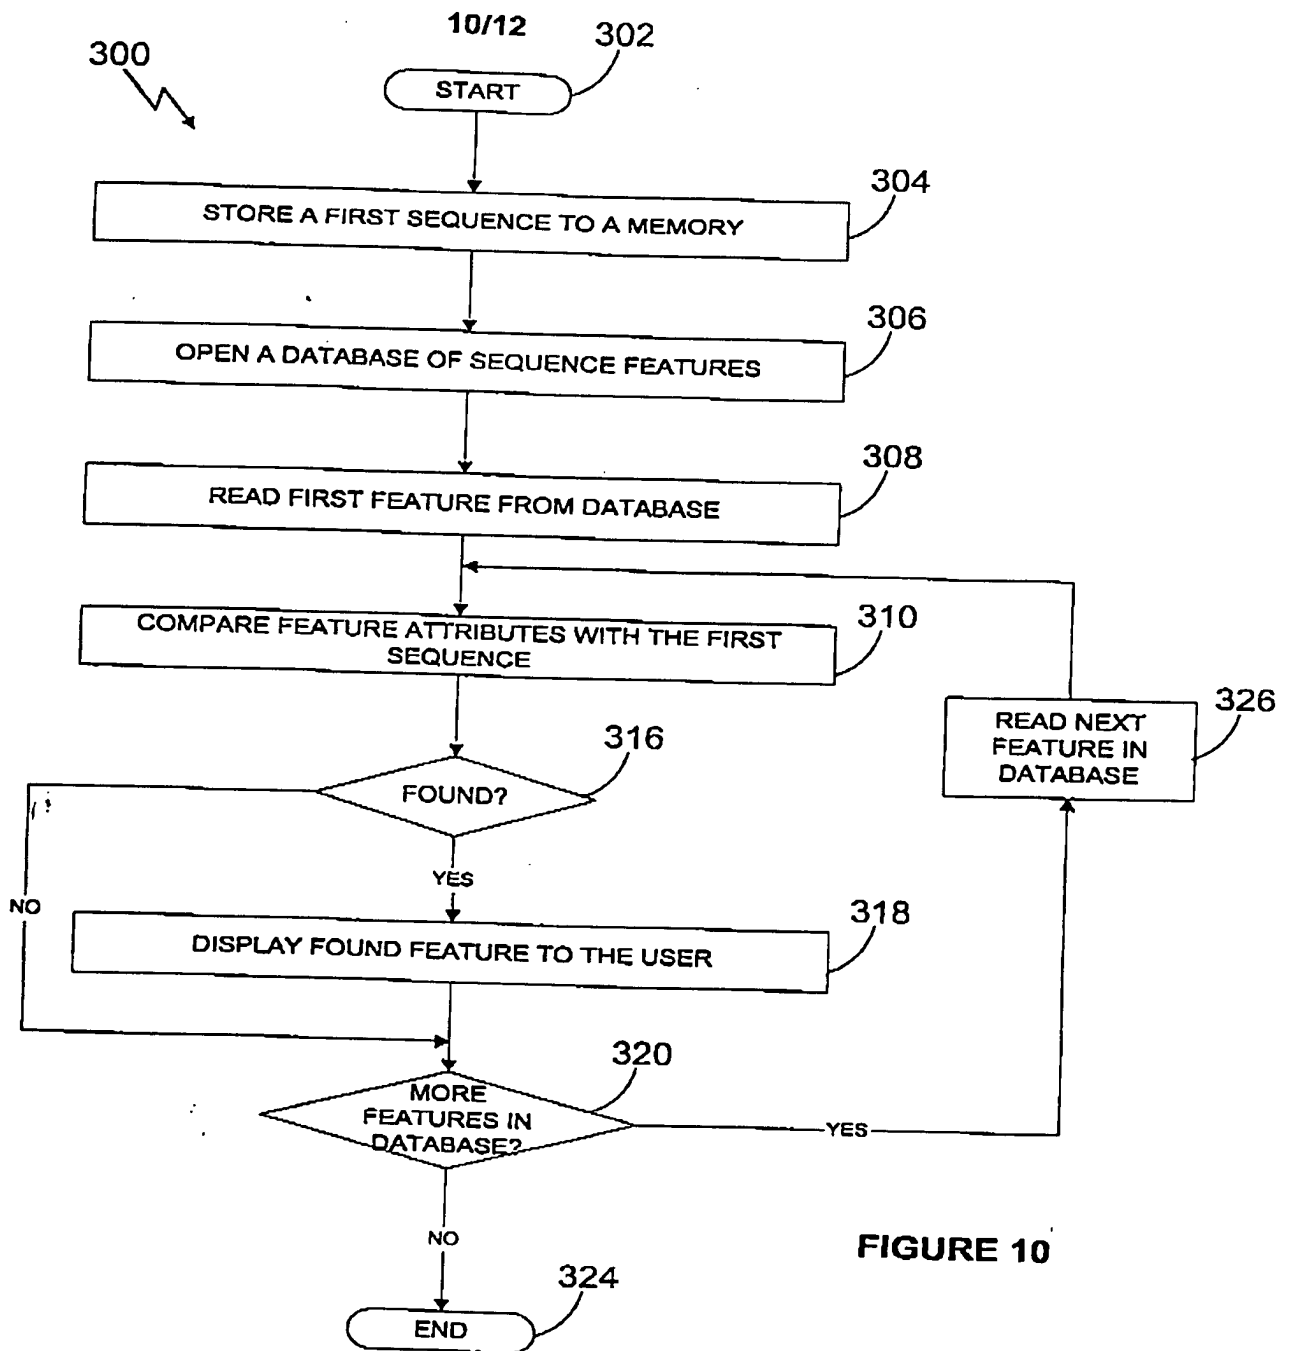 10/12
302
300
START
304
STORE A FIRST SEQUENCE TO A MEMORY
306
OPEN A DATABASE OF SEQUENCE FEATURES
308
READ FIRST FEATURE FROM DATABASE
310
COMPARE FEATURE ATTRIBUTES WITH THE FIRST
SEQUENCE
326
READ NEXT
FEATURE IN
DATABASE
316
FOUND?
YES
NO
318
DISPLAY FOUND FEATURE TO THE USER
320
MORE
FEATURES IN
DATABASE?
YES
NO
FIGURE 10
324
END